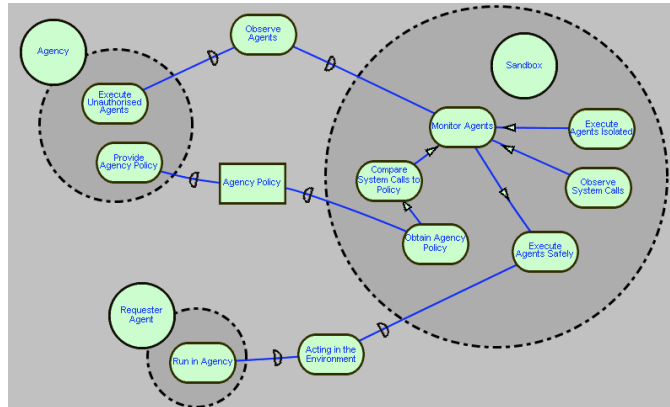 Agency
Observe
Agents
Sandbox
Execute
Unauthorised
Agents
Monitor Agents
Execute
Agents Isolated
Provide
Agency Policy
Agency Policy
Compare
System Calls to
Policy
Observe
System Calls
Obtain Agency
Policy
Execute
Agents Safely
Requester
Agent
Run in Agency
Acting in the
Environment